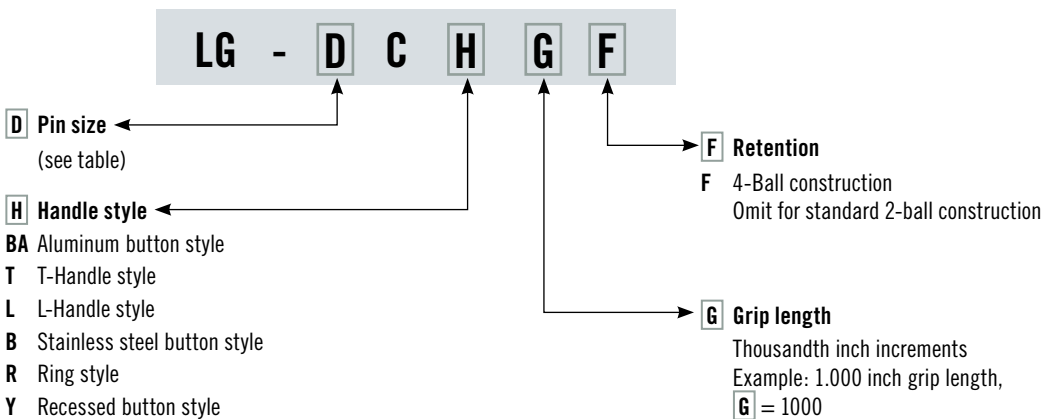 LG - D C H G F
D Pin size
(see table)
H Handle style
BA Aluminum button style
T T-Handle style
L L-Handle style
B Stainless steel button style
R Ring style
Y Recessed button style
F Retention
F 4-Ball construction
Omit for standard 2-ball construction
G Grip length
Thousandth inch increments
Example: 1.000 inch grip length,
G = 1000